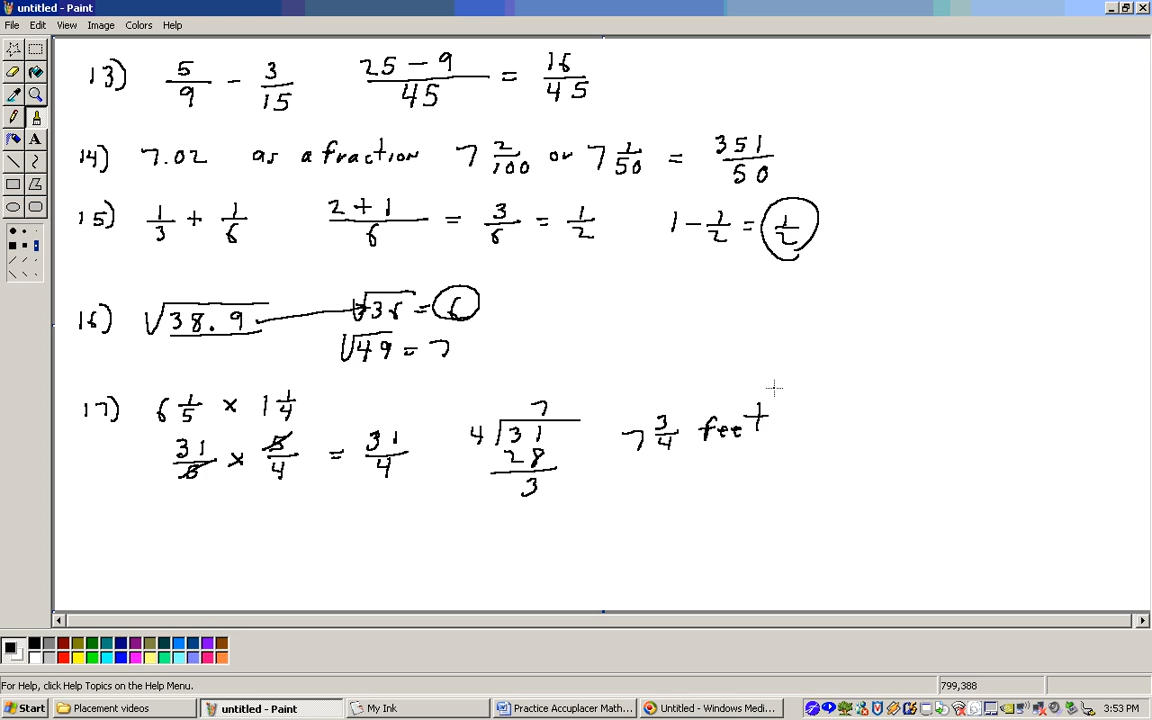 untitled - Paint
File Edit View Image Colors Help
13) 5/9 - 3/15 (25 - 9)/45 = 16/45
14) 7.02 as a fraction 7 2/100 or 7 1/50 = 351/50
15) 1/3 + 1/6 (2 + 1)/6 = 3/6 = 1/2 1 - 1/2 = 1/2
16) √38.9 √36 = 6
√49 = 7
17) 6 1/5 x 1 1/4
31/5 x 5/4 = 31/4
7
4 31
28
3
7 3/4 feet
For Help, click Help Topics on the Help Menu.
799,388
Start Placement videos untitled - Paint My Ink Practice Accuplacer Math... Untitled - Windows Medi... 3:53 PM